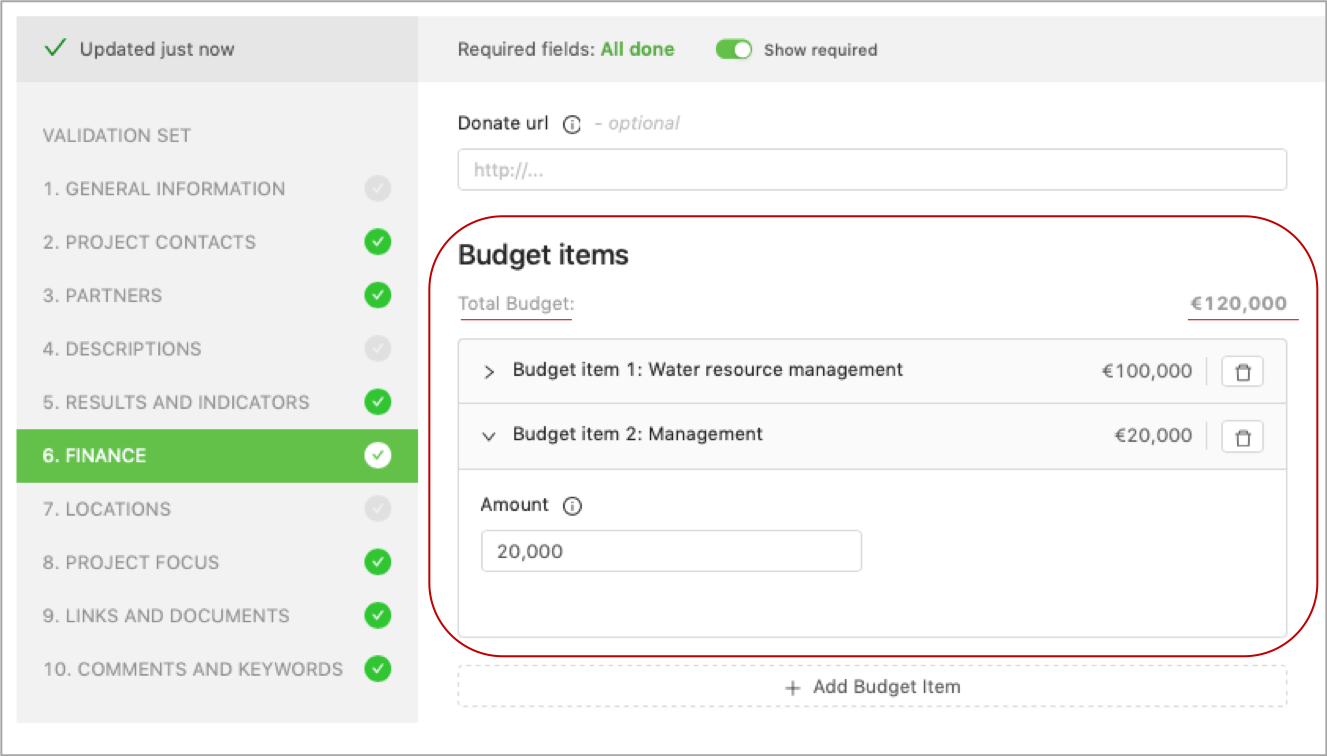 Updated just now
Required fields: All done
Show required
VALIDATION SET
1. GENERAL INFORMATION
2. PROJECT CONTACTS
3. PARTNERS
4. DESCRIPTIONS
5. RESULTS AND INDICATORS
6. FINANCE
7. LOCATIONS
8. PROJECT FOCUS
9. LINKS AND DOCUMENTS
10. COMMENTS AND KEYWORDS
Donate url - optional
http://...
Budget items
Total Budget: €120,000
Budget item 1: Water resource management €100,000
Budget item 2: Management €20,000
Amount
20,000
+ Add Budget Item